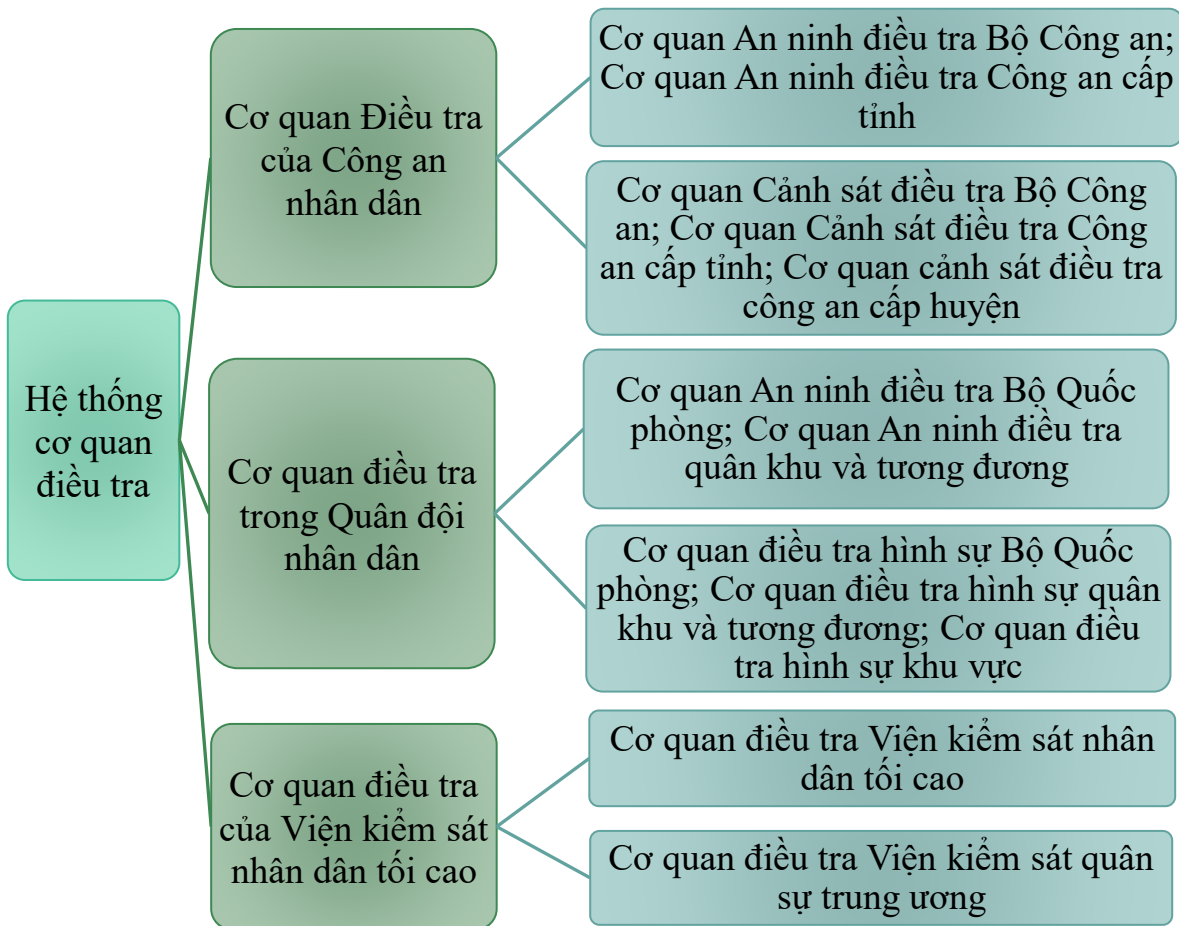 Hệ thống
cơ quan
điều tra
Cơ quan Điều tra
của Công an
nhân dân
Cơ quan An ninh điều tra Bộ Công an;
Cơ quan An ninh điều tra Công an cấp
tỉnh
Cơ quan Cảnh sát điều tra Bộ Công
an; Cơ quan Cảnh sát điều tra Công
an cấp tỉnh; Cơ quan cảnh sát điều tra
công an cấp huyện
Cơ quan điều tra
trong Quân đội
nhân dân
Cơ quan An ninh điều tra Bộ Quốc
phòng; Cơ quan An ninh điều tra
quân khu và tương đương
Cơ quan điều tra hình sự Bộ Quốc
phòng; Cơ quan điều tra hình sự quân
khu và tương đương; Cơ quan điều
tra hình sự khu vực
Cơ quan điều tra
của Viện kiểm sát
nhân dân tối cao
Cơ quan điều tra Viện kiểm sát nhân
dân tối cao
Cơ quan điều tra Viện kiểm sát quân
sự trung ương